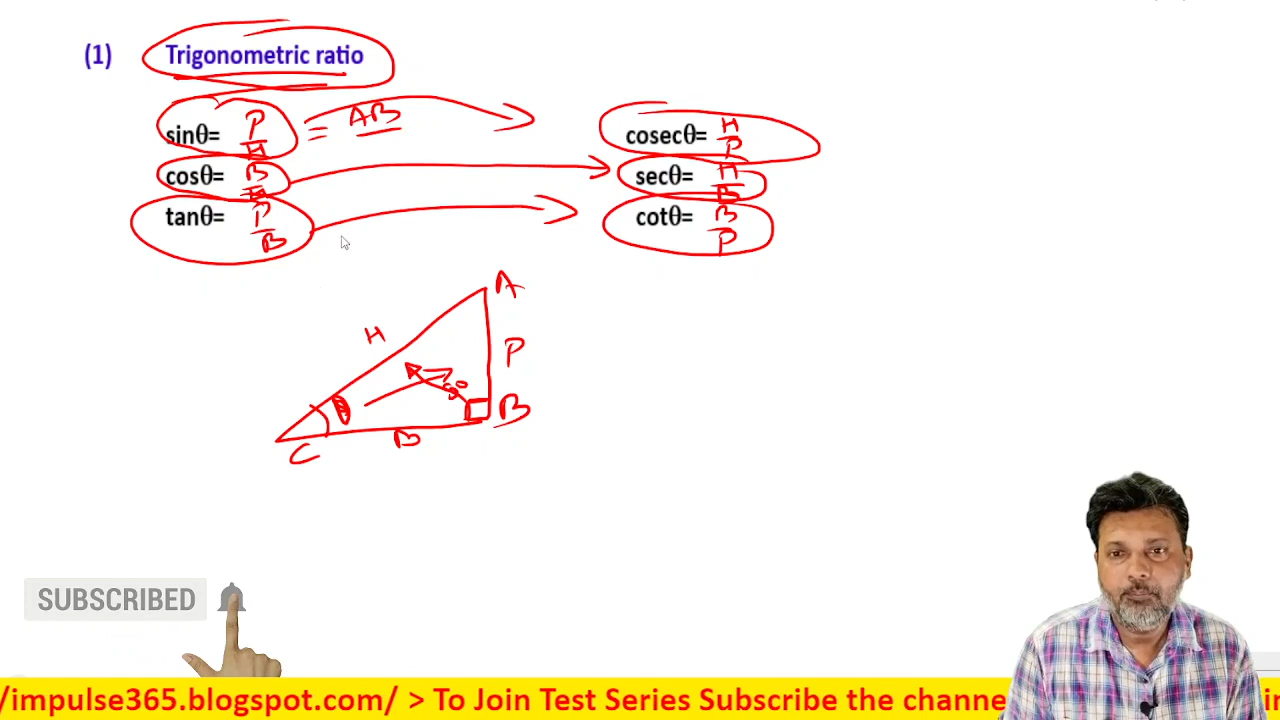 (1) Trigonometric ratio
sinθ= P/H = AB
cosecθ= H/P
cosθ= B/H
secθ= H/B
tanθ= P/B
cotθ= B/P
A
H
P
θ
B
C
B
SUBSCRIBED
/impulse365.blogspot.com/ > To Join Test Series Subscribe the channe
in